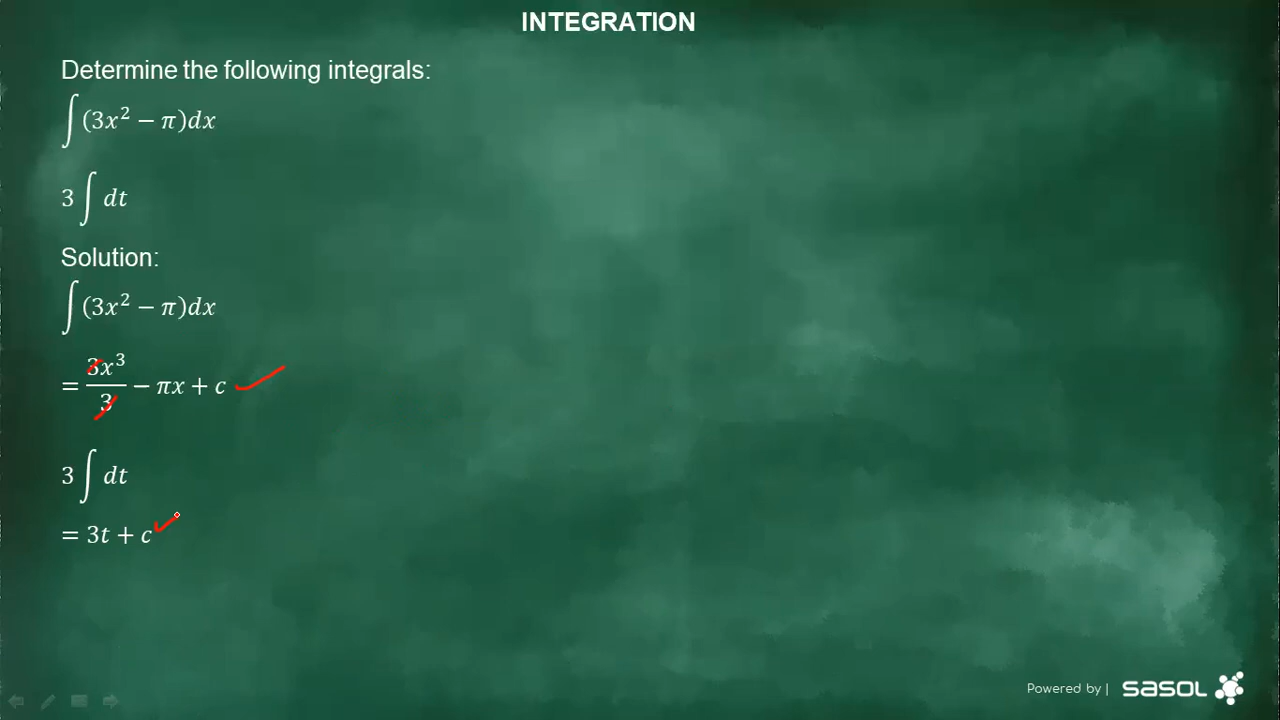 INTEGRATION
Determine the following integrals:
∫(3x² − π)dx
3∫dt
Solution:
∫(3x² − π)dx
= 3x³/3 − πx + c
3∫dt
= 3t + c
Powered by | sasol